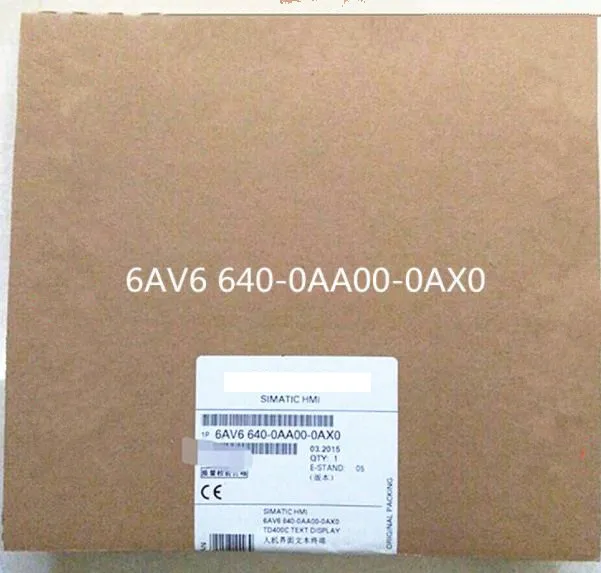 6AV6 640-0AA00-0AX0
SIMATIC HMI
1P 6AV6 640-0AA00-0AX0
03.2015
QTY: 1
E-STAND: 05
(版本)
CE
SIMATIC HMI
6AV6 640-0AA00-0AX0
TD400C TEXT DISPLAY
人机界面文本终端
ORIGINAL PACKING